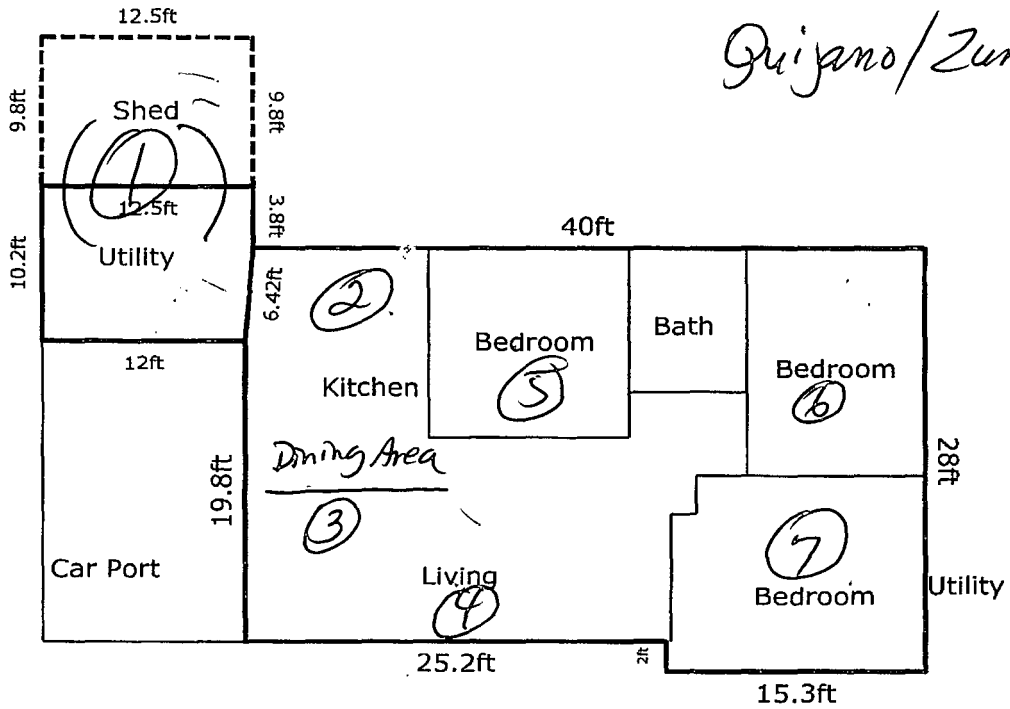 12.5ft
Quijano/Zun
9.8ft
9.8ft
Shed
1
12.5ft
3.8ft
40ft
10.2ft
Utility
6.42ft
2
Bath
Bedroom
5
12ft
Kitchen
Bedroom
6
28ft
Dining Area
19.8ft
3
7
Car Port
Living
4
Bedroom
Utility
25.2ft
2ft
15.3ft